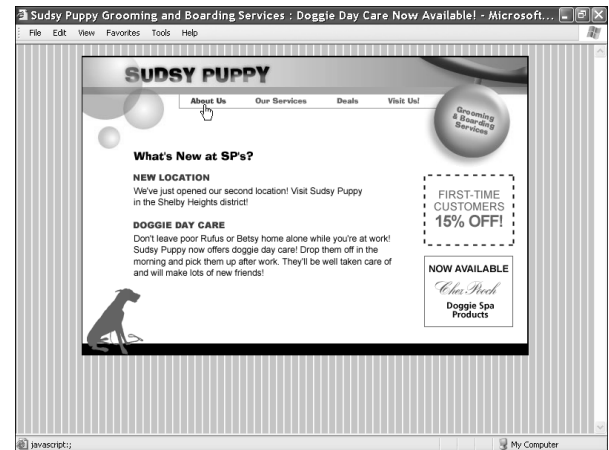 Sudsy Puppy Grooming and Boarding Services : Doggie Day Care Now Available! - Microsoft...
File Edit View Favorites Tools Help
SUDSY PUPPY
About Us Our Services Deals Visit Us!
Grooming
& Boarding
Services
What's New at SP's?
NEW LOCATION
We've just opened our second location! Visit Sudsy Puppy
in the Shelby Heights district!
DOGGIE DAY CARE
Don't leave poor Rufus or Betsy home alone while you're at work!
Sudsy Puppy now offers doggie day care! Drop them off in the
morning and pick them up after work. They'll be well taken care of
and will make lots of new friends!
FIRST-TIME
CUSTOMERS
15% OFF!
NOW AVAILABLE
Chez Pooch
Doggie Spa
Products
javascript:; My Computer